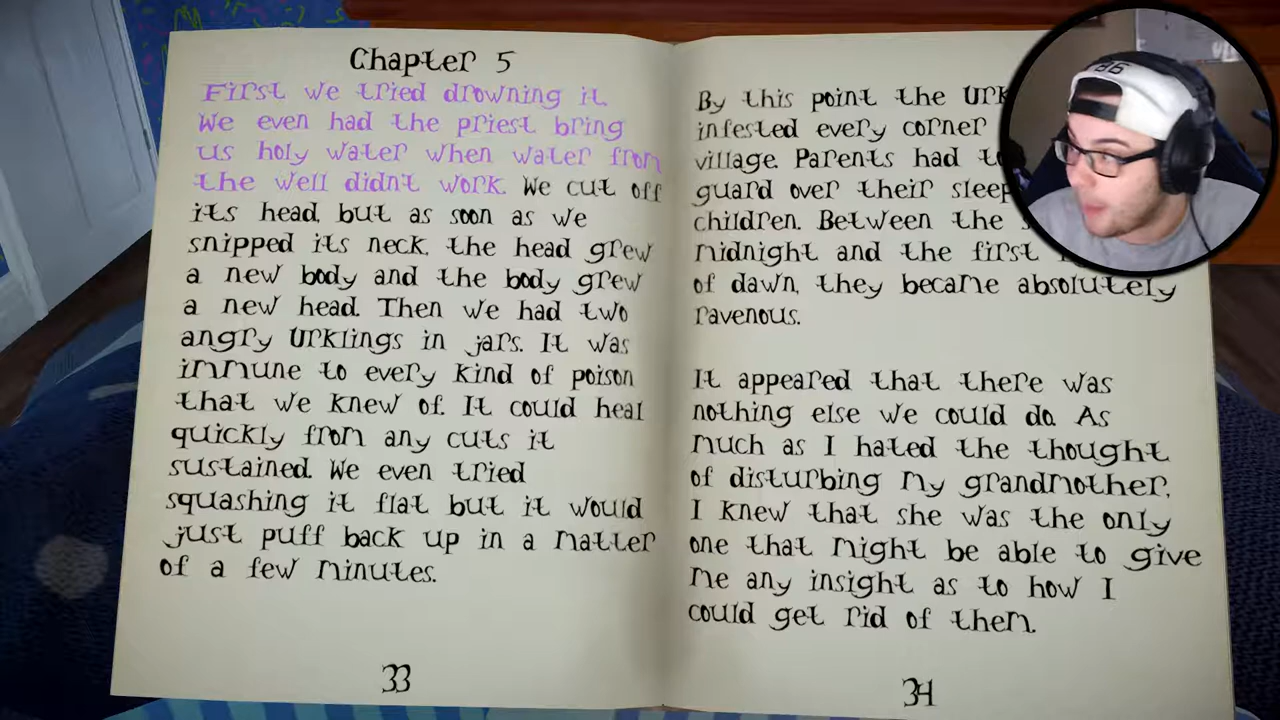 Chapter 5
First we tried drowning it.
We even had the priest bring
us holy water when water from
the well didn't work. We cut off
its head, but as soon as we
snipped its neck, the head grew
a new body and the body grew
a new head. Then we had two
angry Urklings in jars. It was
immune to every kind of poison
that we knew of. It could heal
quickly from any cuts it
sustained. We even tried
squashing it flat but it would
just puff back up in a matter
of a few minutes.
33
By this point the
infested every corner
village. Parents had
guard over their
children. Between the
midnight and the first
of dawn, they became absolutely
ravenous.
It appeared that there was
nothing else we could do. As
much as I hated the thought
of disturbing my grandmother,
I knew that she was the only
one that might be able to give
me any insight as to how I
could get rid of them.
34